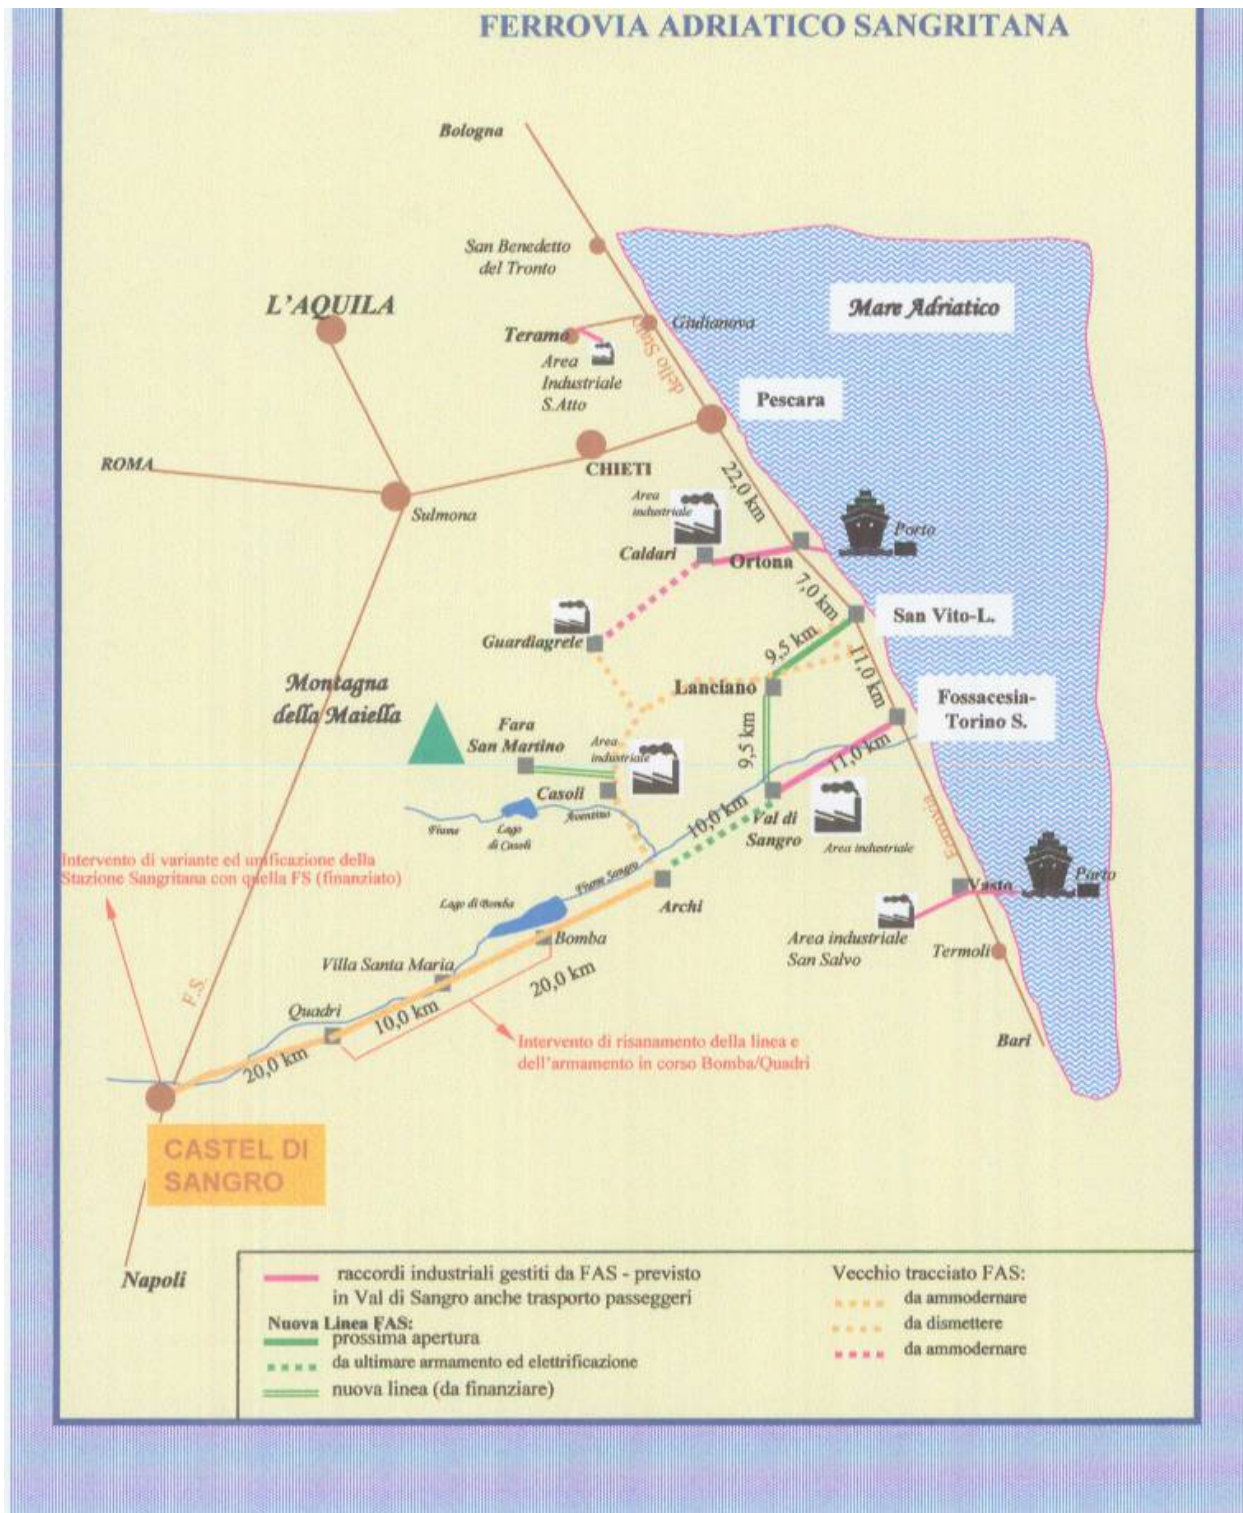 FERROVIA ADRIATICO SANGRITANA
Bologna
San Benedetto
del Tronto
L'AQUILA
Mare Adriatico
Teramo
Giulianova
dello Stato
Area
Industriale
S.Atto
Pescara
ROMA
CHIETI
22,0 km
Sulmona
Area
industriale
Porto
Caldari
Ortona
7,0 km
San Vito-L.
Guardiagrele
9,5 km
11,0 km
Montagna
della Maiella
Lanciano
Fossacesia-
Torino S.
Fara
San Martino
Area
industriale
9,5 km
11,0 km
Casoli
10,0 km
Val di
Sangro
Fiume
Lago
di Casoli
Aventino
Area industriale
Ferrovia
Intervento di variante ed unificazione della
Stazione Sangritana con quella FS (finanziato)
Fiume Sangro
Vasto
Porto
Lago di Bomba
Archi
Bomba
Area industriale
San Salvo
Termoli
Villa Santa Maria
20,0 km
F.S.
Quadri
10,0 km
Intervento di risanamento della linea e
dell'armamento in corso Bomba/Quadri
Bari
20,0 km
CASTEL DI
SANGRO
Napoli
raccordi industriali gestiti da FAS - previsto
in Val di Sangro anche trasporto passeggeri
Nuova Linea FAS:
prossima apertura
da ultimare armamento ed elettrificazione
nuova linea (da finanziare)
Vecchio tracciato FAS:
da ammodernare
da dismettere
da ammodernare